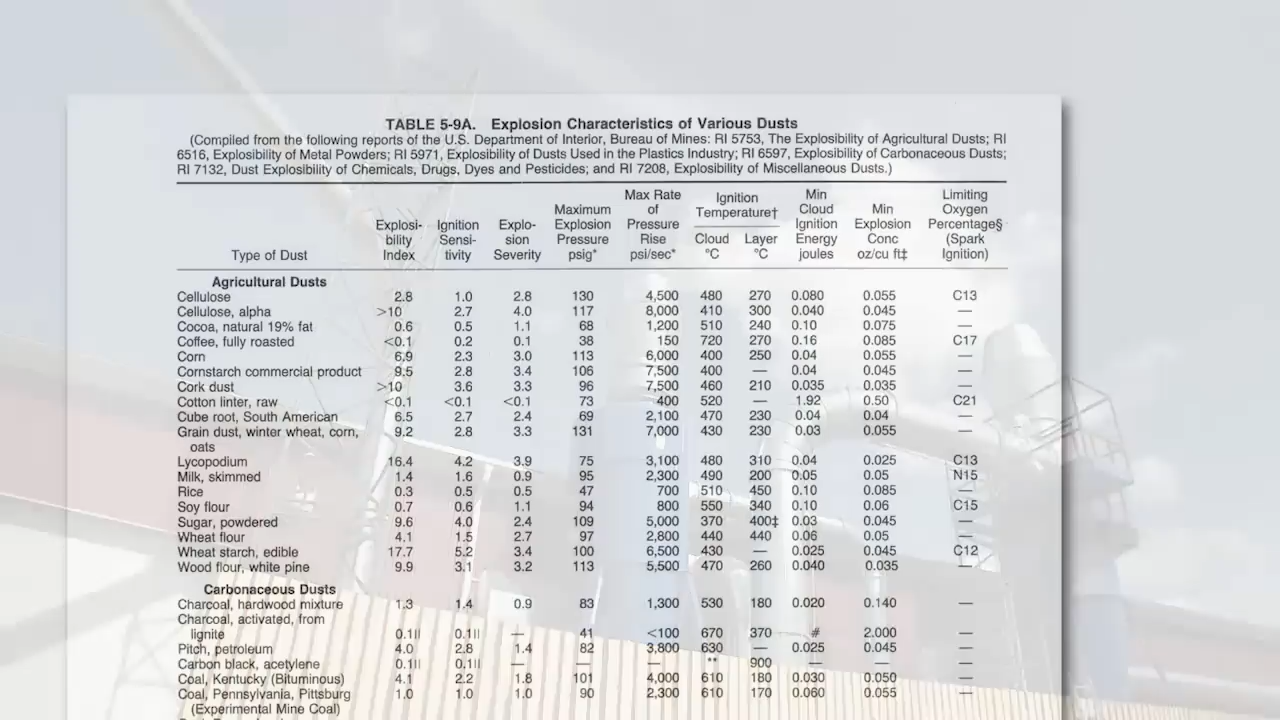 TABLE 5-9A. Explosion Characteristics of Various Dusts
(Compiled from the following reports of the U.S. Department of Interior, Bureau of Mines: RI 5753, The Explosibility of Agricultural Dusts; RI
6516, Explosibility of Metal Powders; RI 5971, Explosibility of Dusts Used in the Plastics Industry; RI 6597, Explosibility of Carbonaceous Dusts;
RI 7132, Dust Explosibility of Chemicals, Drugs, Dyes and Pesticides; and RI 7208, Explosibility of Miscellaneous Dusts.)
Type of Dust
Explosi-
bility
Index
Ignition
Sensi-
tivity
Explo-
sion
Severity
Maximum
Explosion
Pressure
psig*
Max Rate
of
Pressure
Rise
psi/sec*
Ignition
Temperature†
Cloud
°C
Layer
°C
Min
Cloud
Ignition
Energy
joules
Min
Explosion
Conc
oz/cu ft‡
Limiting
Oxygen
Percentage§
(Spark
Ignition)
Agricultural Dusts
Cellulose 2.8 1.0 2.8 130 4,500 480 270 0.080 0.055 C13
Cellulose, alpha >10 2.7 4.0 117 8,000 410 300 0.040 0.045 —
Cocoa, natural 19% fat 0.6 0.5 1.1 68 1,200 510 240 0.10 0.075 —
Coffee, fully roasted <0.1 0.2 0.1 38 150 720 270 0.16 0.085 C17
Corn 6.9 2.3 3.0 113 6,000 400 250 0.04 0.055 —
Cornstarch commercial product 9.5 2.8 3.4 106 7,500 400 — 0.04 0.045 —
Cork dust >10 3.6 3.3 96 7,500 460 210 0.035 0.035 —
Cotton linter, raw <0.1 <0.1 <0.1 73 400 520 — 1.92 0.50 C21
Cube root, South American 6.5 2.7 2.4 69 2,100 470 230 0.04 0.04 —
Grain dust, winter wheat, corn, 9.2 2.8 3.3 131 7,000 430 230 0.03 0.055 —
oats
Lycopodium 16.4 4.2 3.9 75 3,100 480 310 0.04 0.025 C13
Milk, skimmed 1.4 1.6 0.9 95 2,300 490 200 0.05 0.05 N15
Rice 0.3 0.5 0.5 47 700 510 450 0.10 0.085 —
Soy flour 0.7 0.6 1.1 94 800 550 340 0.10 0.06 C15
Sugar, powdered 9.6 4.0 2.4 109 5,000 370 400‡ 0.03 0.045 —
Wheat flour 4.1 1.5 2.7 97 2,800 440 440 0.06 0.05 —
Wheat starch, edible 17.7 5.2 3.4 100 6,500 430 — 0.025 0.045 C12
Wood flour, white pine 9.9 3.1 3.2 113 5,500 470 260 0.040 0.035 —
Carbonaceous Dusts
Charcoal, hardwood mixture 1.3 1.4 0.9 83 1,300 530 180 0.020 0.140 —
Charcoal, activated, from
lignite 0.1|| 0.1|| — 41 <100 670 370 # 2.000 —
Pitch, petroleum 4.0 2.8 1.4 82 3,800 630 — 0.025 0.045 —
Carbon black, acetylene 0.1|| 0.1|| — — — ** 900 — — —
Coal, Kentucky (Bituminous) 4.1 2.2 1.8 101 4,000 610 180 0.030 0.050 —
Coal, Pennsylvania, Pittsburg 1.0 1.0 1.0 90 2,300 610 170 0.060 0.055 —
(Experimental Mine Coal)